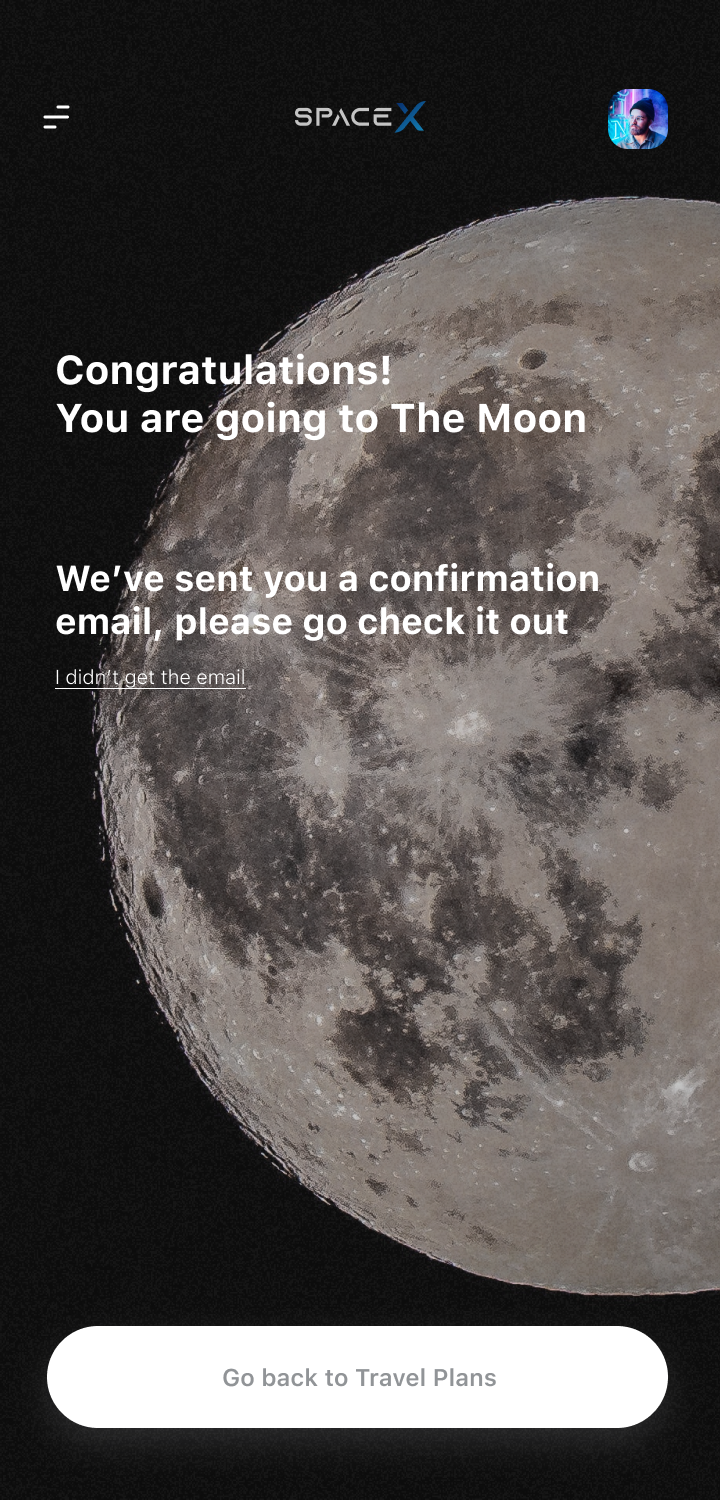 SPACEX
Congratulations!
You are going to The Moon
We’ve sent you a confirmation
email, please go check it out
I didn’t get the email
Go back to Travel Plans